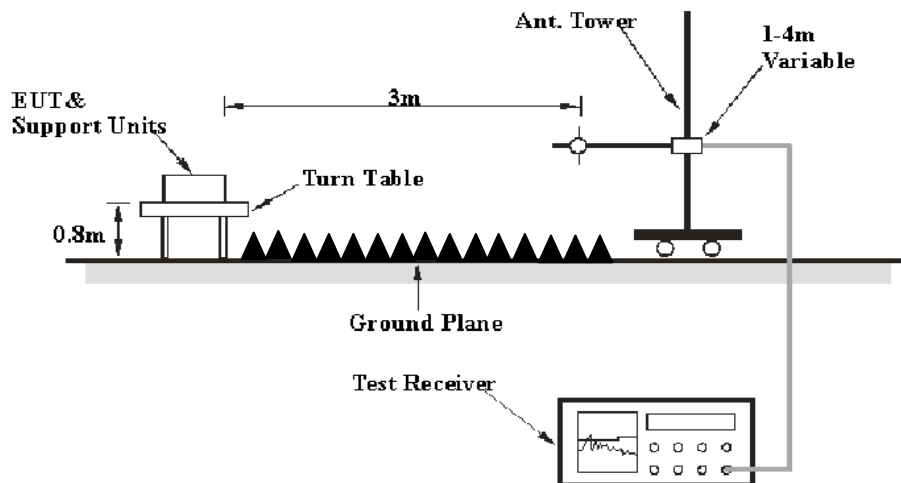 Ant. Tower
1-4m
Variable
EUT &
Support Units
3m
Turn Table
0.8m
Ground Plane
Test Receiver